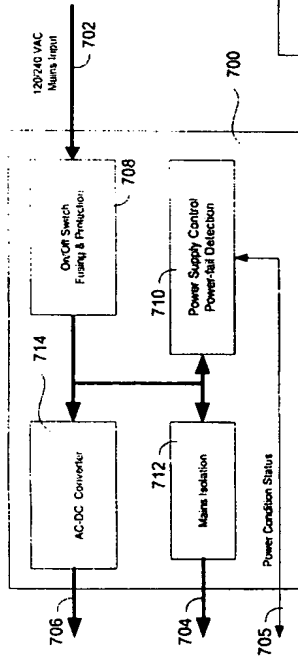 120/240 VAC
Mains Input
702
700
On/Off Switch
Fusing & Protection
708
714
AC-DC Converter
706
710
Power Supply Control
Power-fail Detection
712
Mains Isolation
704
Power Condition Status
705